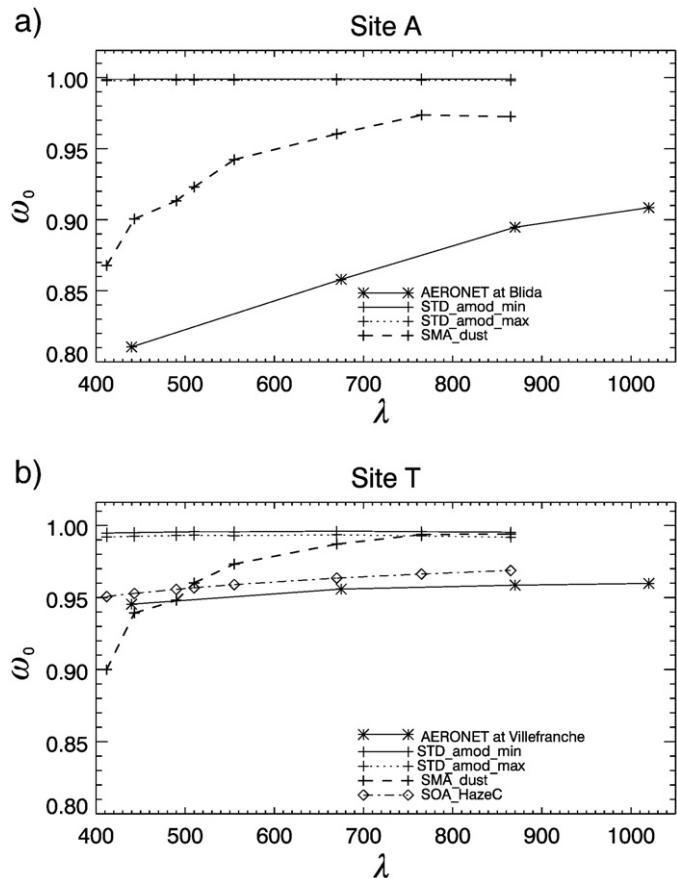 a)
Site A
1.00
0.95
0.90
0.85
0.80
ω₀
AERONET at Blida
STD_amod_min
STD_amod_max
SMA_dust
400 500 600 700 800 900 1000
λ
b)
Site T
1.00
0.95
0.90
0.85
0.80
ω₀
AERONET at Villefranche
STD_amod_min
STD_amod_max
SMA_dust
SOA_HazeC
400 500 600 700 800 900 1000
λ